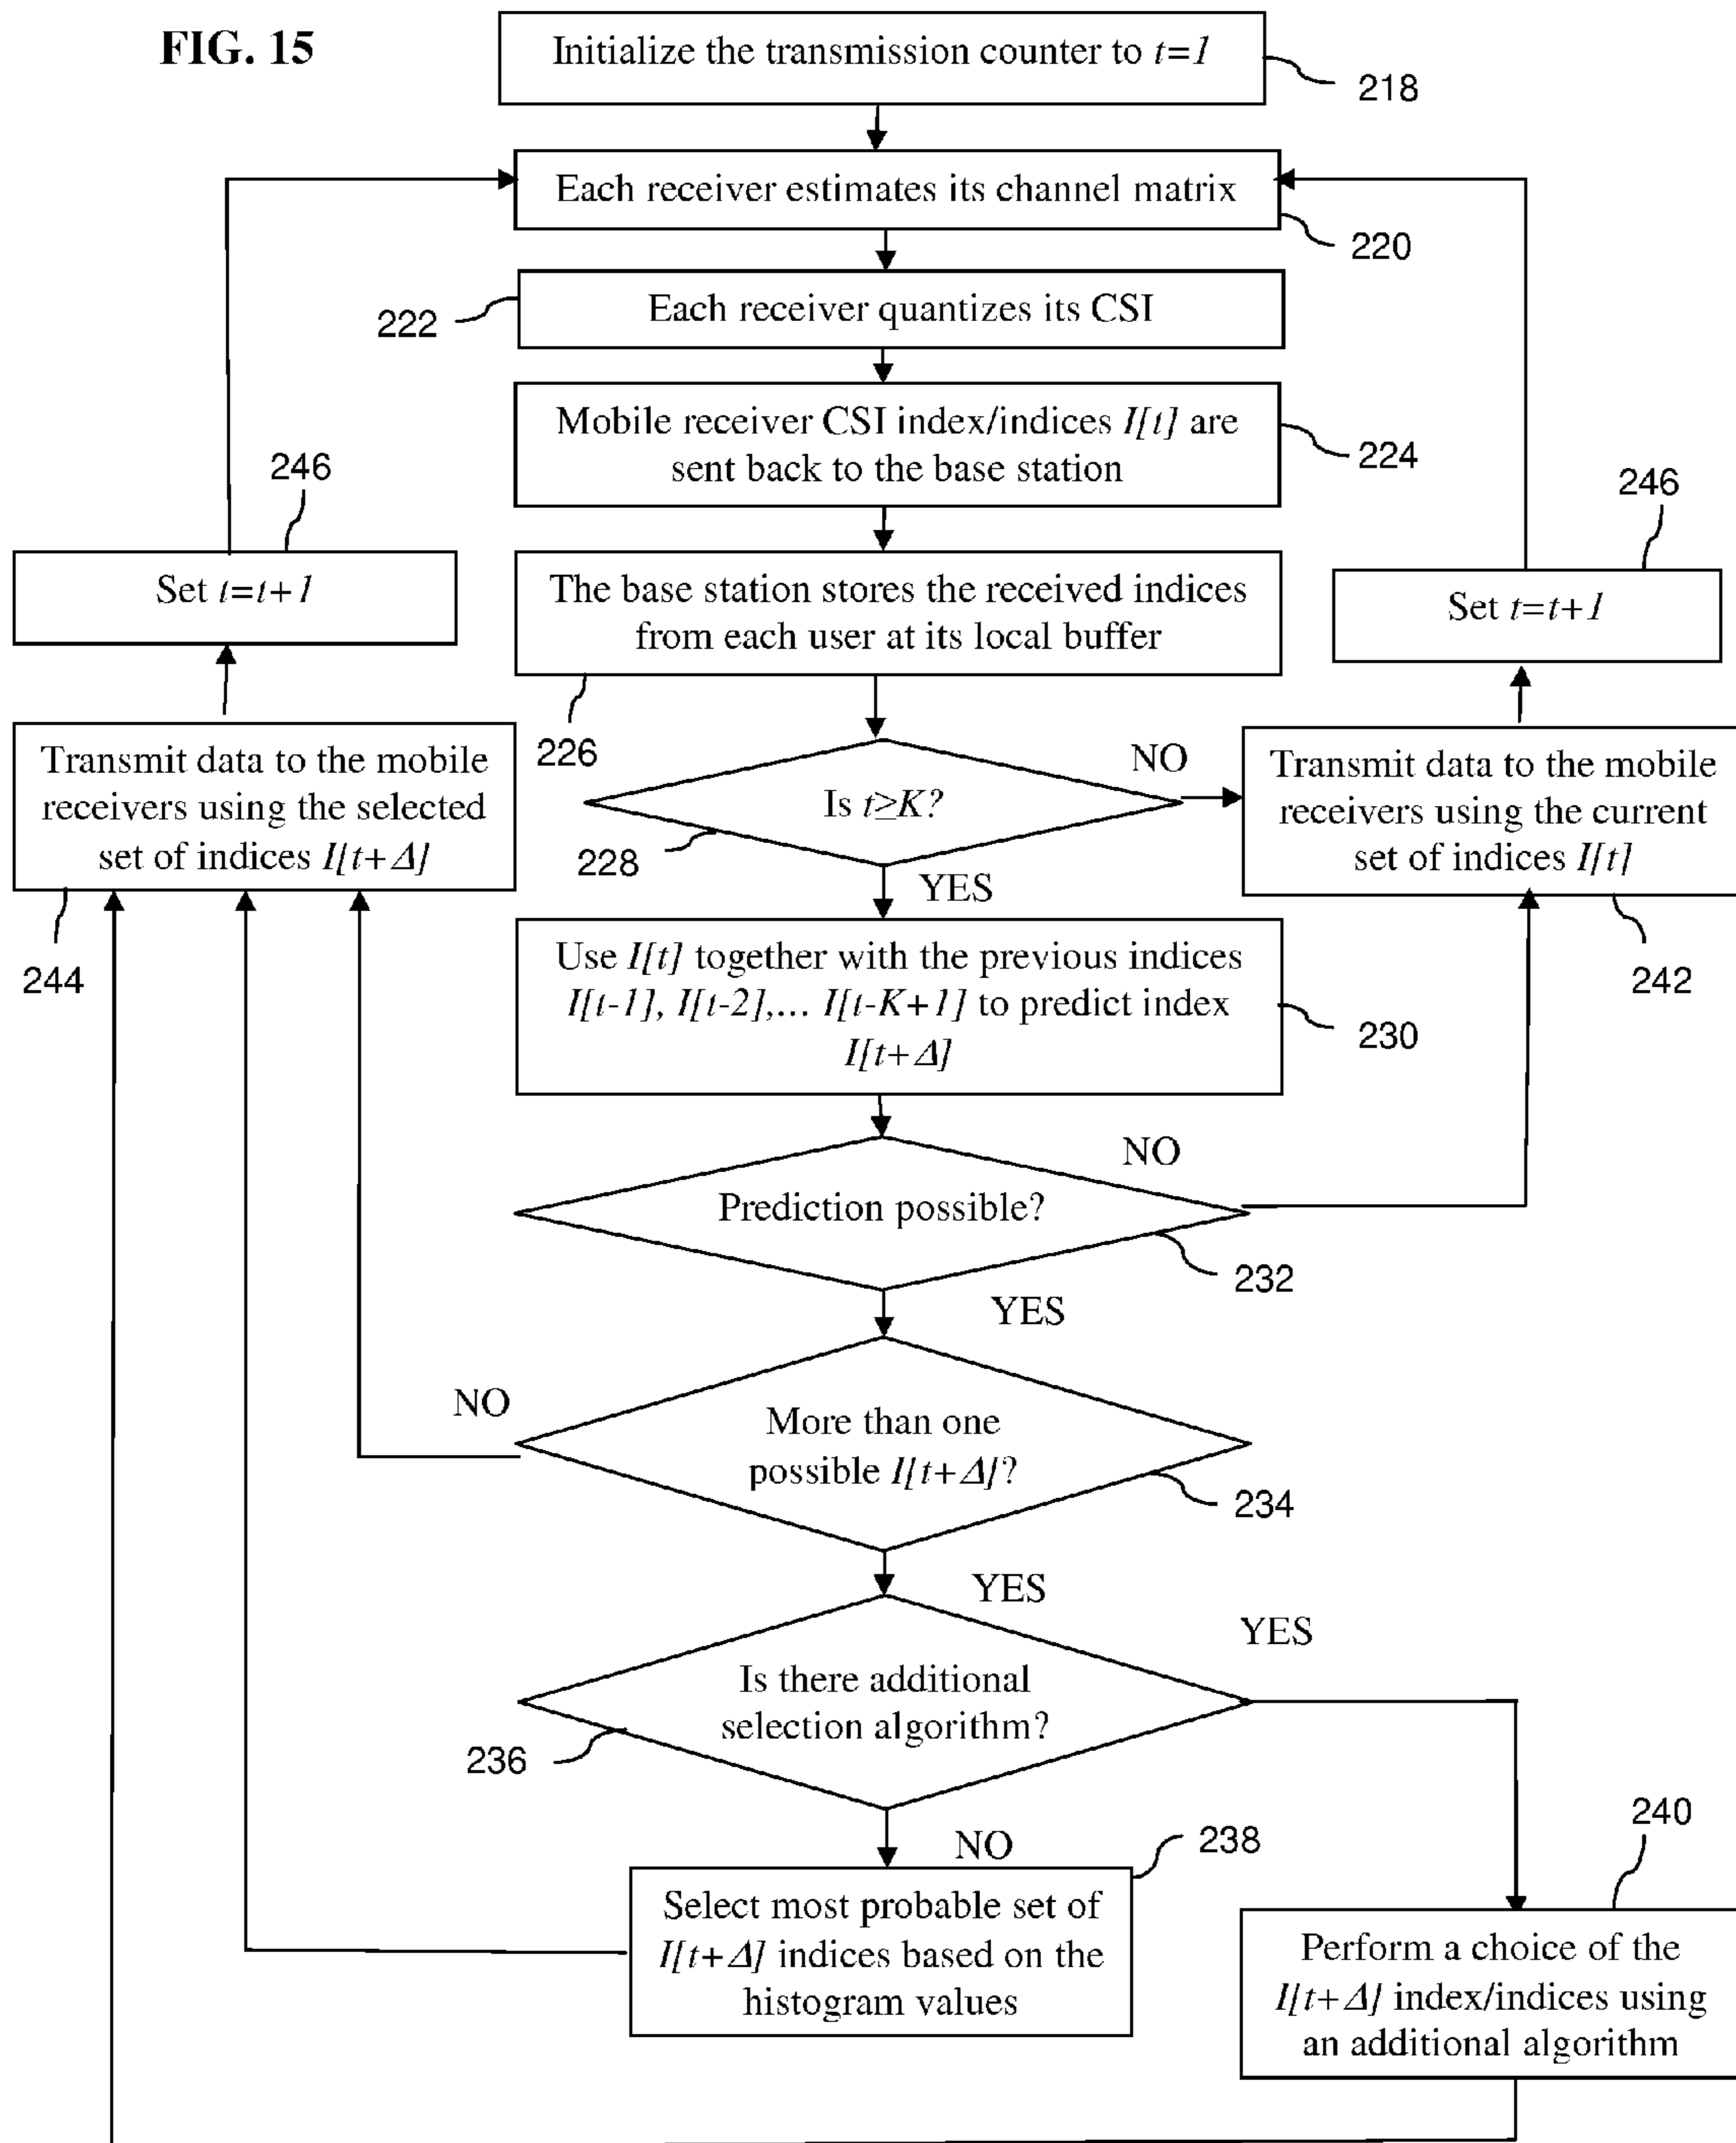 FIG. 15
Initialize the transmission counter to t=1
218
Each receiver estimates its channel matrix
220
Each receiver quantizes its CSI
222
Mobile receiver CSI index/indices I[t] are
sent back to the base station
224
246
Set t=t+1
The base station stores the received indices
from each user at its local buffer
226
246
Set t=t+1
Transmit data to the mobile
receivers using the selected
set of indices I[t+Δ]
244
Is t≥K?
228
NO
YES
Transmit data to the mobile
receivers using the current
set of indices I[t]
242
Use I[t] together with the previous indices
I[t-1], I[t-2],... I[t-K+1] to predict index
I[t+Δ]
230
Prediction possible?
NO
232
YES
More than one
possible I[t+Δ]?
NO
234
YES
Is there additional
selection algorithm?
YES
236
NO
238
Select most probable set of
I[t+Δ] indices based on the
histogram values
240
Perform a choice of the
I[t+Δ] index/indices using
an additional algorithm